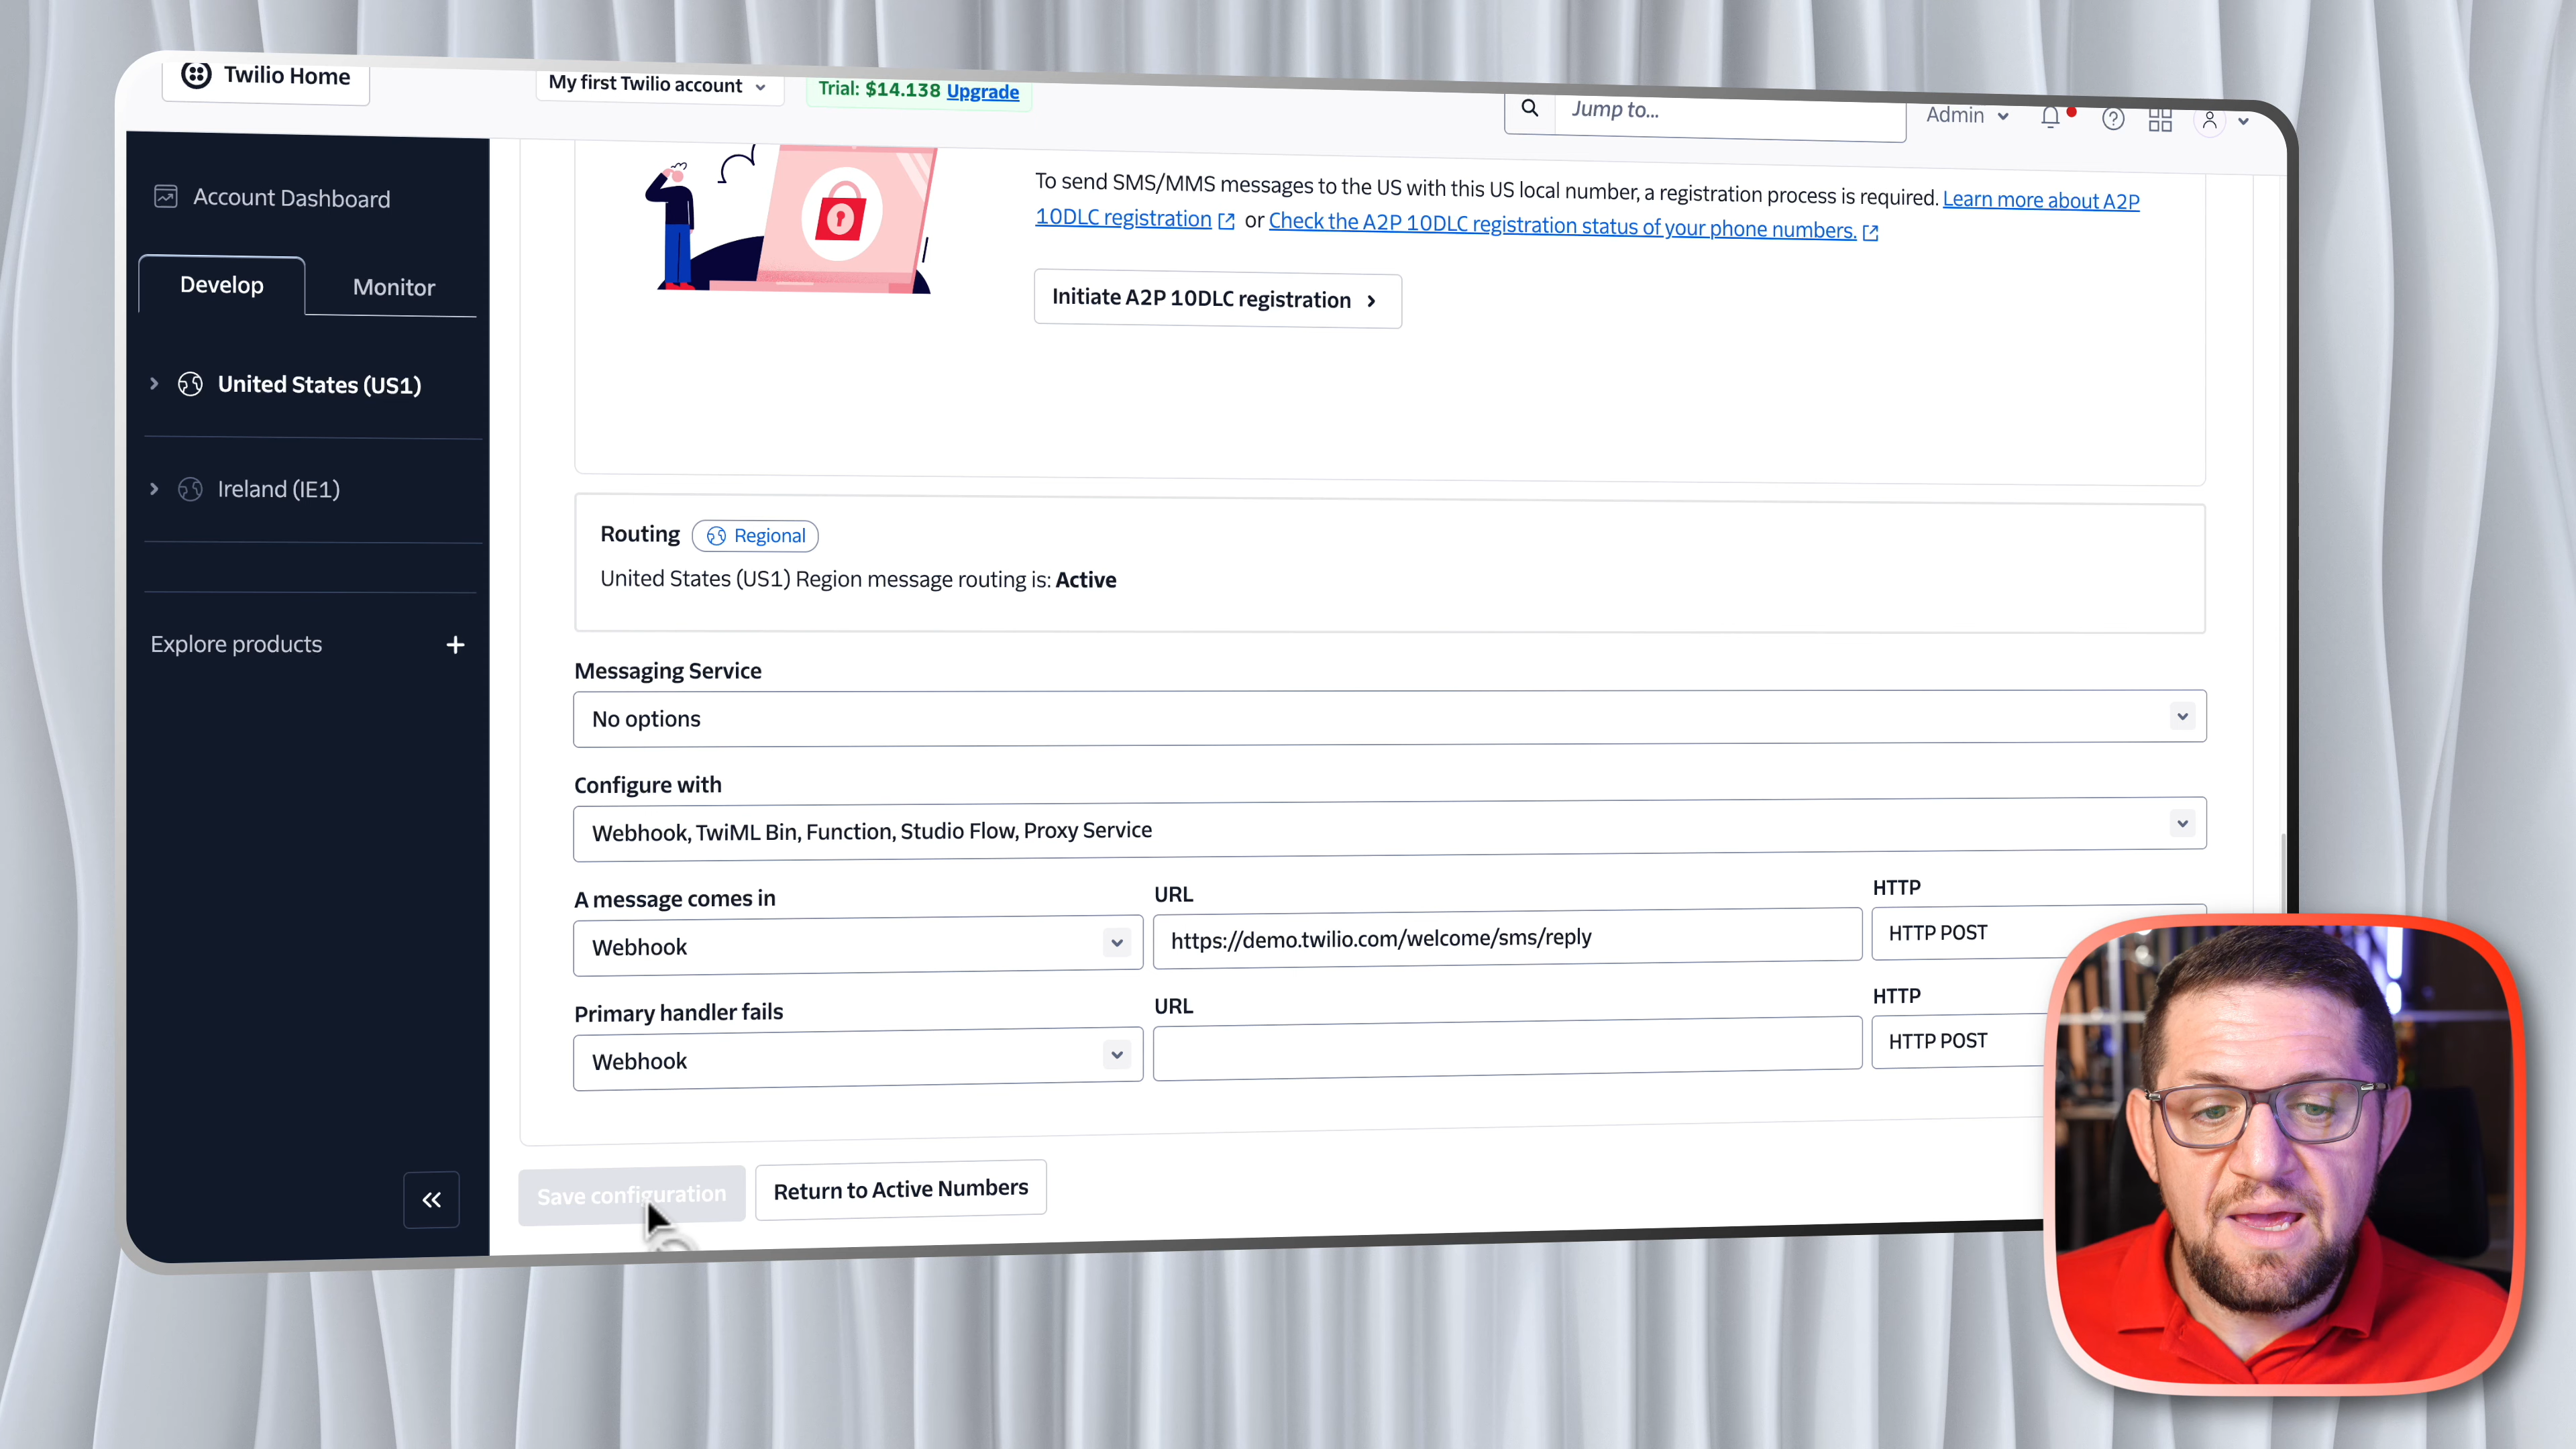 Twilio Home
My first Twilio account
Trial: $14.138 Upgrade
Jump to...
Admin
Account Dashboard
Develop
Monitor
United States (US1)
Ireland (IE1)
Explore products
To send SMS/MMS messages to the US with this US local number, a registration process is required. Learn more about A2P
10DLC registration or Check the A2P 10DLC registration status of your phone numbers.
Initiate A2P 10DLC registration
Routing Regional
United States (US1) Region message routing is: Active
Messaging Service
No options
Configure with
Webhook, TwiML Bin, Function, Studio Flow, Proxy Service
A message comes in
URL
HTTP
Webhook
https://demo.twilio.com/welcome/sms/reply
HTTP POST
Primary handler fails
URL
HTTP
Webhook
HTTP POST
Save configuration
Return to Active Numbers